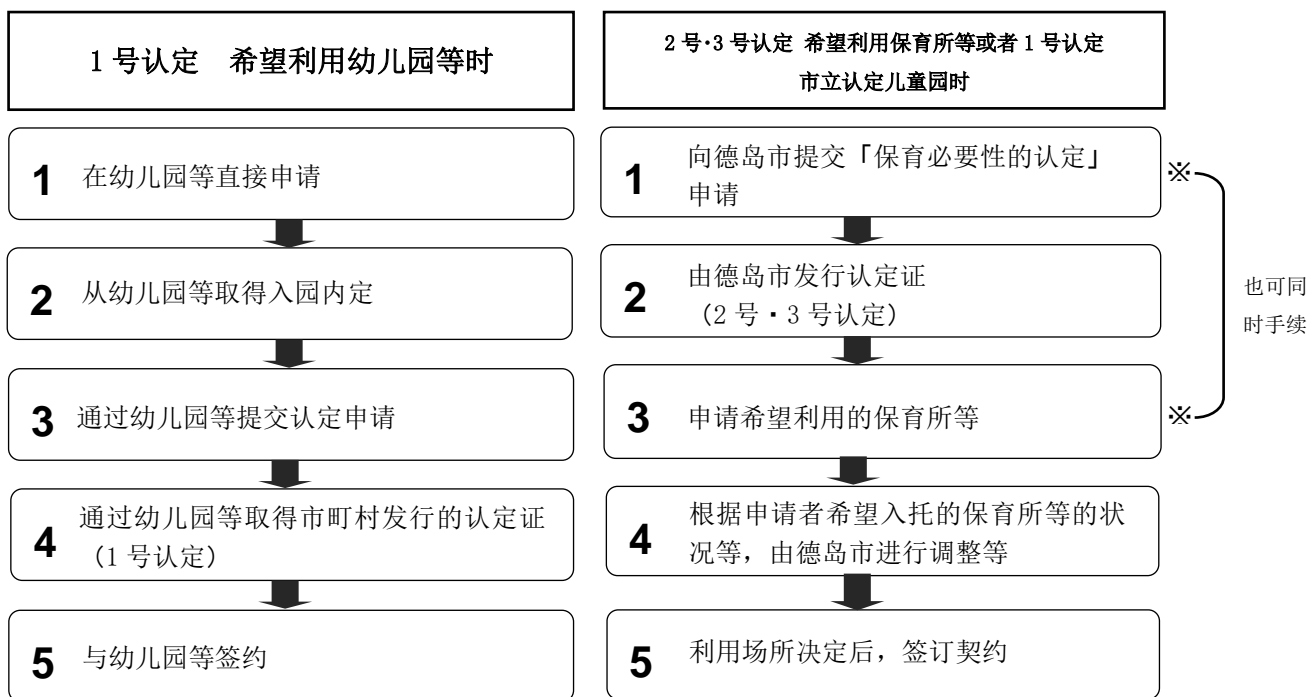 1号认定　希望利用幼儿园等时
1 在幼儿园等直接申请
2 从幼儿园等取得入园内定
3 通过幼儿园等提交认定申请
4 通过幼儿园等取得市町村发行的认定证
（1号认定）
5 与幼儿园等签约
2号·3号认定 希望利用保育所等或者1号认定
市立认定儿童园时
1 向德岛市提交「保育必要性的认定」
申请
※
2 由德岛市发行认定证
（2号・3号认定）
3 申请希望利用的保育所等
※
也可同
时手续
4 根据申请者希望入托的保育所等的状
况等，由德岛市进行调整等
5 利用场所决定后，签订契约